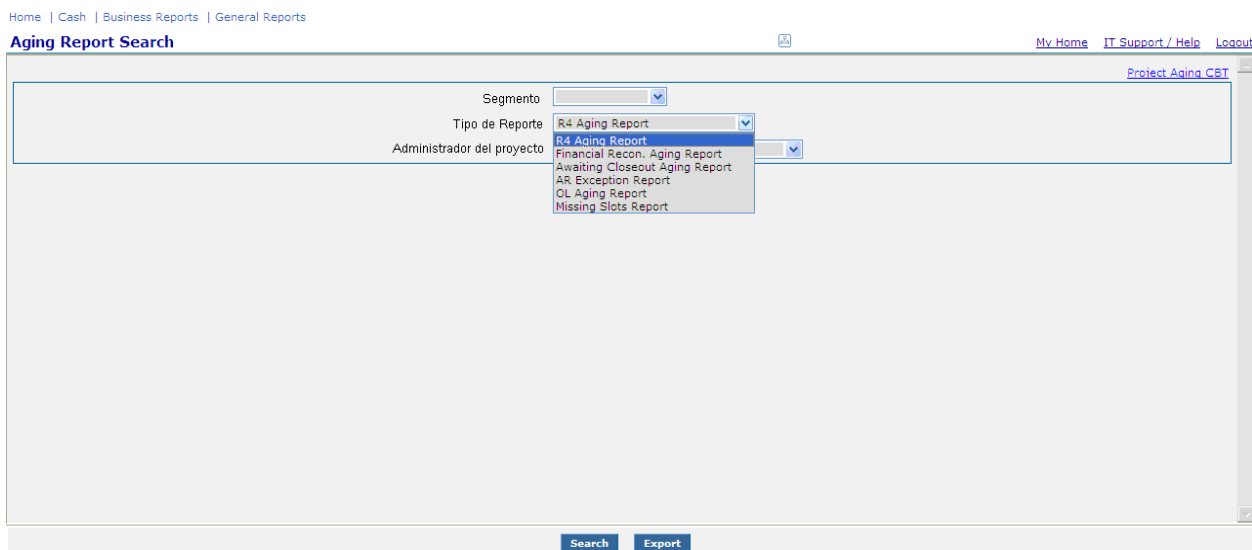 Home | Cash | Business Reports | General Reports
Aging Report Search
My Home IT Support / Help Logout
Project Aging CBT
Segmento
Tipo de Reporte R4 Aging Report
Administrador del proyecto
R4 Aging Report
Financial Recon. Aging Report
Awaiting Closeout Aging Report
AR Exception Report
OL Aging Report
Missing Slots Report
Search Export